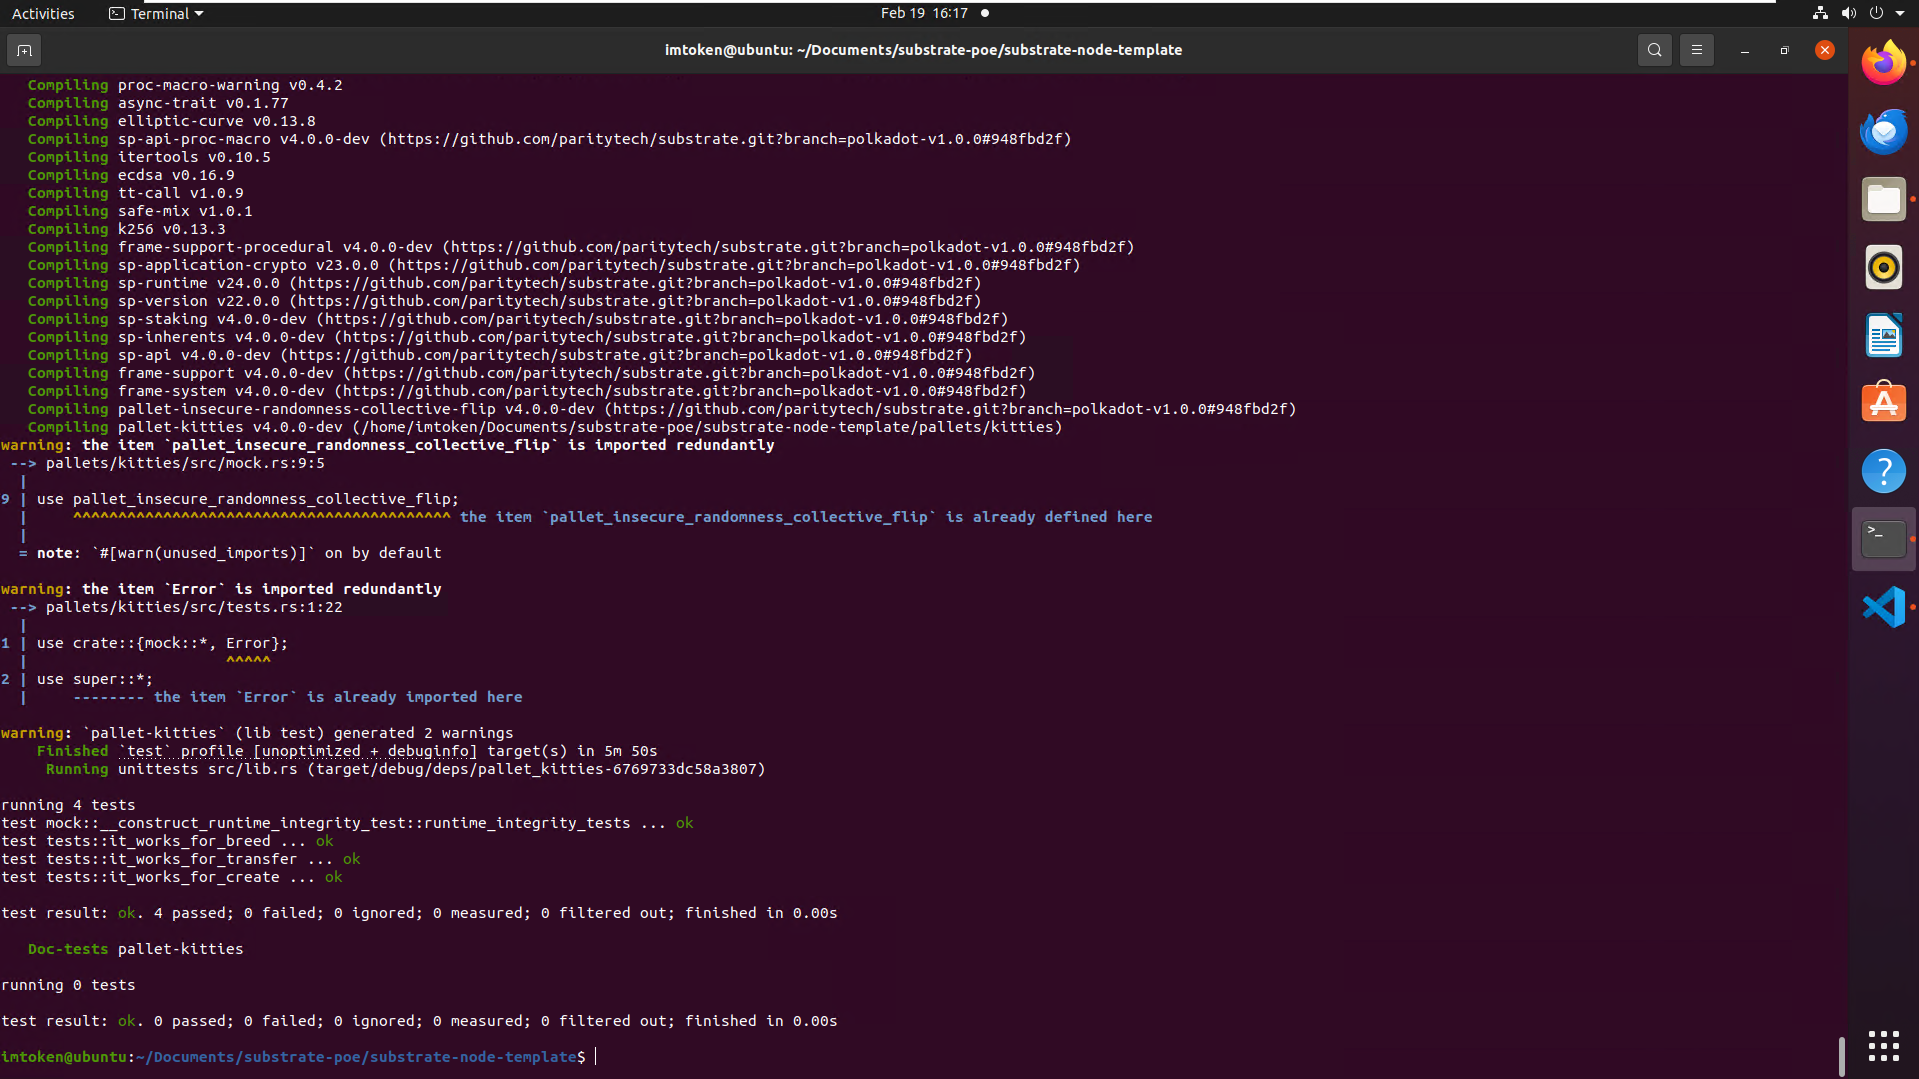 Activities Terminal Feb 19 16:17
imtoken@ubuntu: ~/Documents/substrate-poe/substrate-node-template
Compiling proc-macro-warning v0.4.2
Compiling async-trait v0.1.77
Compiling elliptic-curve v0.13.8
Compiling sp-api-proc-macro v4.0.0-dev (https://github.com/paritytech/substrate.git?branch=polkadot-v1.0.0#948fbd2f)
Compiling itertools v0.10.5
Compiling ecdsa v0.16.9
Compiling tt-call v1.0.9
Compiling safe-mix v1.0.1
Compiling k256 v0.13.3
Compiling frame-support-procedural v4.0.0-dev (https://github.com/paritytech/substrate.git?branch=polkadot-v1.0.0#948fbd2f)
Compiling sp-application-crypto v23.0.0 (https://github.com/paritytech/substrate.git?branch=polkadot-v1.0.0#948fbd2f)
Compiling sp-runtime v24.0.0 (https://github.com/paritytech/substrate.git?branch=polkadot-v1.0.0#948fbd2f)
Compiling sp-version v22.0.0 (https://github.com/paritytech/substrate.git?branch=polkadot-v1.0.0#948fbd2f)
Compiling sp-staking v4.0.0-dev (https://github.com/paritytech/substrate.git?branch=polkadot-v1.0.0#948fbd2f)
Compiling sp-inherents v4.0.0-dev (https://github.com/paritytech/substrate.git?branch=polkadot-v1.0.0#948fbd2f)
Compiling sp-api v4.0.0-dev (https://github.com/paritytech/substrate.git?branch=polkadot-v1.0.0#948fbd2f)
Compiling frame-support v4.0.0-dev (https://github.com/paritytech/substrate.git?branch=polkadot-v1.0.0#948fbd2f)
Compiling frame-system v4.0.0-dev (https://github.com/paritytech/substrate.git?branch=polkadot-v1.0.0#948fbd2f)
Compiling pallet-insecure-randomness-collective-flip v4.0.0-dev (https://github.com/paritytech/substrate.git?branch=polkadot-v1.0.0#948fbd2f)
Compiling pallet-kitties v4.0.0-dev (/home/imtoken/Documents/substrate-poe/substrate-node-template/pallets/kitties)
warning: the item `pallet_insecure_randomness_collective_flip` is imported redundantly
--> pallets/kitties/src/mock.rs:9:5
|
9 | use pallet_insecure_randomness_collective_flip;
| ^^^^^^^^^^^^^^^^^^^^^^^^^^^^^^^^^^^^^^^^^^ the item `pallet_insecure_randomness_collective_flip` is already defined here
|
= note: `#[warn(unused_imports)]` on by default
warning: the item `Error` is imported redundantly
--> pallets/kitties/src/tests.rs:1:22
|
1 | use crate::{mock::*, Error};
| ^^^^^
2 | use super::*;
| -------- the item `Error` is already imported here
warning: `pallet-kitties` (lib test) generated 2 warnings
Finished `test` profile [unoptimized + debuginfo] target(s) in 5m 50s
Running unittests src/lib.rs (target/debug/deps/pallet_kitties-6769733dc58a3807)
running 4 tests
test mock::__construct_runtime_integrity_test::runtime_integrity_tests ... ok
test tests::it_works_for_breed ... ok
test tests::it_works_for_transfer ... ok
test tests::it_works_for_create ... ok
test result: ok. 4 passed; 0 failed; 0 ignored; 0 measured; 0 filtered out; finished in 0.00s
Doc-tests pallet-kitties
running 0 tests
test result: ok. 0 passed; 0 failed; 0 ignored; 0 measured; 0 filtered out; finished in 0.00s
imtoken@ubuntu:~/Documents/substrate-poe/substrate-node-template$